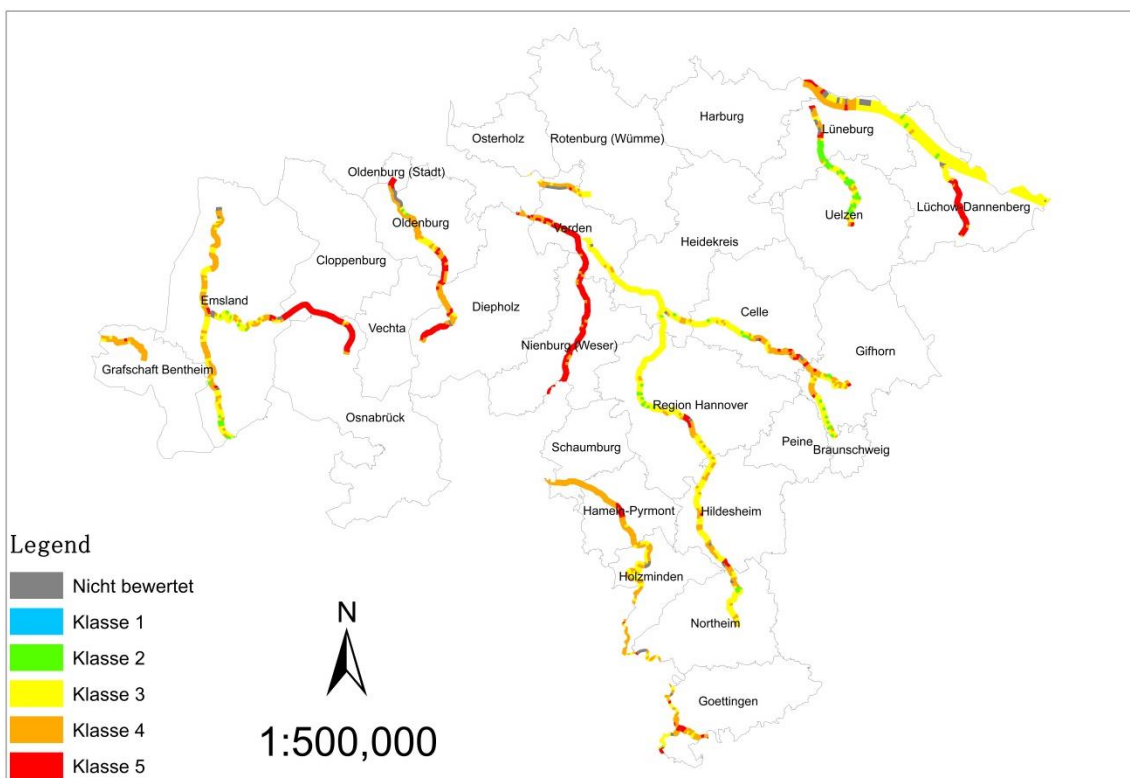 Harburg
Lüneburg
Osterholz
Rotenburg (Wümme)
Oldenburg (Stadt)
Uelzen
Lüchow-Dannenberg
Oldenburg
Verden
Heidekreis
Cloppenburg
Emsland
Vechta
Diepholz
Celle
Nienburg (Weser)
Gifhorn
Grafschaft Bentheim
Osnabrück
Region Hannover
Schaumburg
Peine
Braunschweig
Hameln-Pyrmont
Hildesheim
Holzminden
Northeim
Goettingen
Legend
Nicht bewertet
Klasse 1
Klasse 2
Klasse 3
Klasse 4
Klasse 5
N
1:500,000